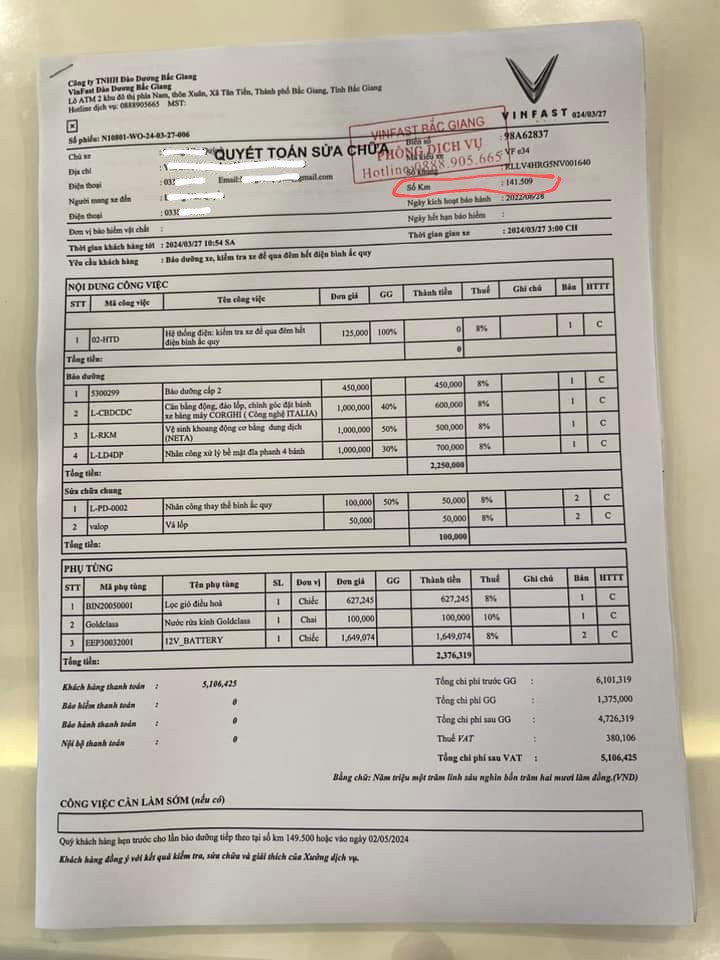 Công ty TNHH Đào Dương Bắc Giang
VinFast Đào Dương Bắc Giang
Lô ATM 2 khu đô thị phía Nam, thôn Xuân, Xã Tân Tiến, Thành phố Bắc Giang, Tỉnh Bắc Giang
Hotline dịch vụ: 0888905665 MST:
VINFAST
024/03/27
Số phiếu: N10801-WO-24-03-27-006
QUYẾT TOÁN SỬA CHỮA
VINFAST BẮC GIANG
PHÒNG DỊCH VỤ
Hotline: 0888.905.665
Chủ xe :
Địa chỉ : V
Điện thoại : 033 Email: @gmail.com
Người mang xe đến : L
Điện thoại : 033
Đơn vị bảo hiểm vật chất :
Biển số : 98A62837
Mã kiểu xe : VF e34
Số khung : RLLV4HRG5NV001640
Số Km : 141.509
Ngày kích hoạt bảo hành : 2022/06/28
Ngày hết hạn bảo hiểm :
Thời gian khách hàng tới : 2024/03/27 10:54 SA
Thời gian giao xe : 2024/03/27 3:00 CH
Yêu cầu khách hàng : Bảo dưỡng xe, kiểm tra xe để qua đêm hết điện bình ắc quy
NỘI DUNG CÔNG VIỆC
STT Mã công việc Tên công việc Đơn giá GG Thành tiền Thuế Ghi chú Bản HTTT
1 02-HTD Hệ thống điện: kiểm tra xe để qua đêm hết điện bình ắc quy 125,000 100% 0 8% 1 C
Tổng tiền: 0
Bảo dưỡng
1 5300299 Bảo dưỡng cấp 2 450,000 450,000 8% 1 C
2 L-CBDCDC Cân bằng động, đảo lốp, chỉnh góc đặt bánh xe bằng máy CORGHI ( Công nghệ ITALIA) 1,000,000 40% 600,000 8% 1 C
3 L-RKM Vệ sinh khoang động cơ bằng dung dịch (NETA) 1,000,000 50% 500,000 8% 1 C
4 L-LD4DP Nhân công xử lý bề mặt đĩa phanh 4 bánh 1,000,000 30% 700,000 8% 1 C
Tổng tiền: 2,250,000
Sửa chữa chung
1 L-PD-0002 Nhân công thay thế bình ắc quy 100,000 50% 50,000 8% 2 C
2 valop Vá lốp 50,000 50,000 8% 2 C
Tổng tiền: 100,000
PHỤ TÙNG
STT Mã phụ tùng Tên phụ tùng SL Đơn vị Đơn giá GG Thành tiền Thuế Ghi chú Bản HTTT
1 BIN20050001 Lọc gió điều hoà 1 Chiếc 627,245 627,245 8% 1 C
2 Goldclass Nước rửa kính Goldclass 1 Chai 100,000 100,000 10% 1 C
3 EEP30032001 12V_BATTERY 1 Chiếc 1,649,074 1,649,074 8% 2 C
Tổng tiền: 2,376,319
Khách hàng thanh toán : 5,106,425
Bảo hiểm thanh toán : 0
Bảo hành thanh toán : 0
Nội bộ thanh toán : 0
Tổng chi phí trước GG : 6,101,319
Tổng chi phí GG : 1,375,000
Tổng chi phí sau GG : 4,726,319
Thuế VAT : 380,106
Tổng chi phí sau VAT : 5,106,425
Bằng chữ: Năm triệu một trăm linh sáu nghìn bốn trăm hai mươi lăm đồng.(VND)
CÔNG VIỆC CẦN LÀM SỚM (nếu có)
Quý khách hàng hẹn trước cho lần bảo dưỡng tiếp theo tại số km 149.500 hoặc vào ngày 02/05/2024
Khách hàng đồng ý với kết quả kiểm tra, sửa chữa và giải thích của Xưởng dịch vụ.